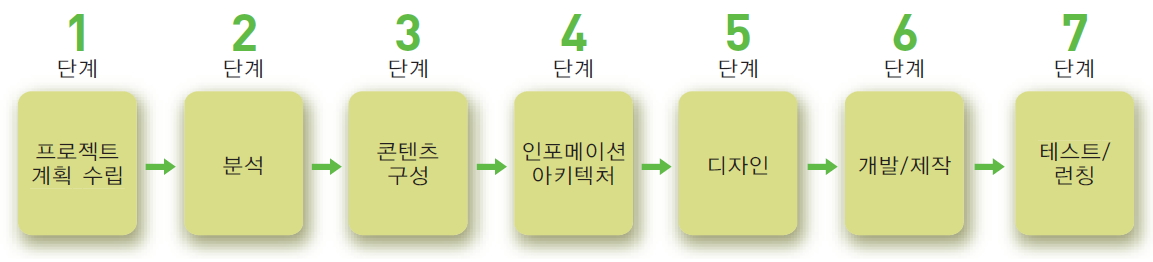 1
단계
프로젝트
계획 수립
2
단계
분석
3
단계
콘텐츠
구성
4
단계
인포메이션
아키텍처
5
단계
디자인
6
단계
개발/제작
7
단계
테스트/
런칭